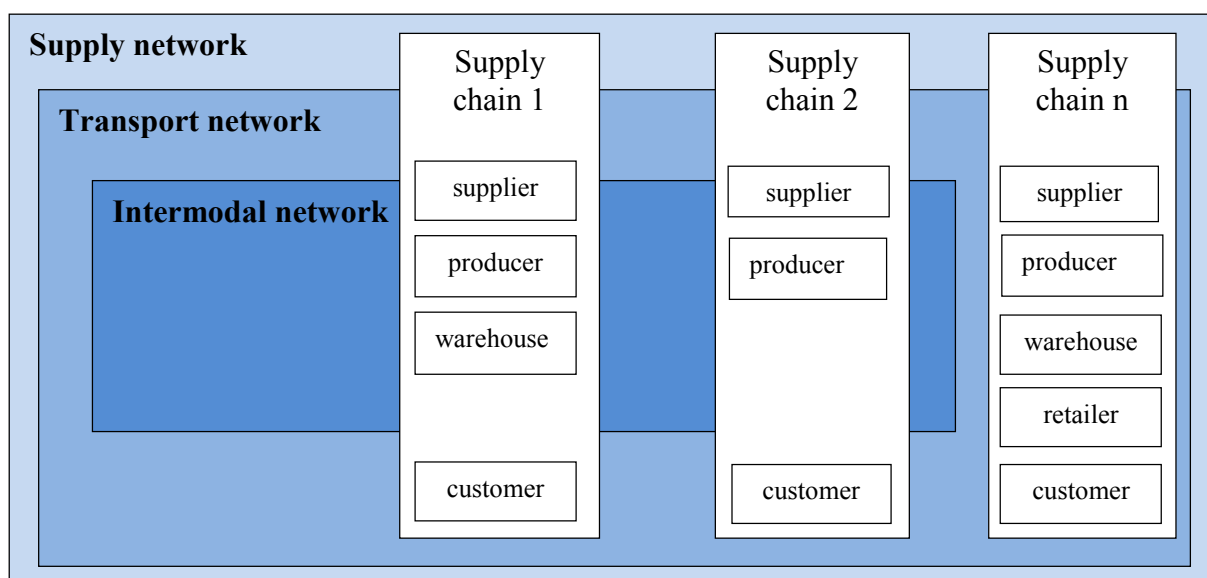 Supply network
Transport network
Intermodal network
Supply
chain 1
supplier
producer
warehouse
customer
Supply
chain 2
supplier
producer
customer
Supply
chain n
supplier
producer
warehouse
retailer
customer